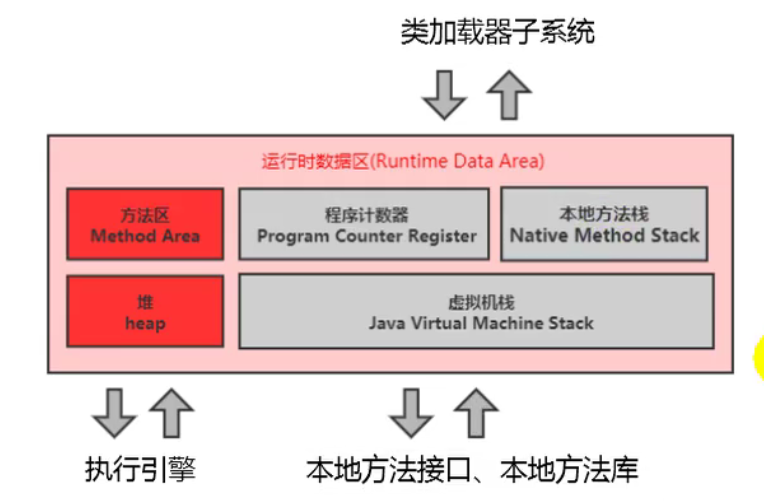 类加载器子系统
运行时数据区(Runtime Data Area)
方法区
Method Area
程序计数器
Program Counter Register
本地方法栈
Native Method Stack
堆
heap
虚拟机栈
Java Virtual Machine Stack
执行引擎
本地方法接口、本地方法库